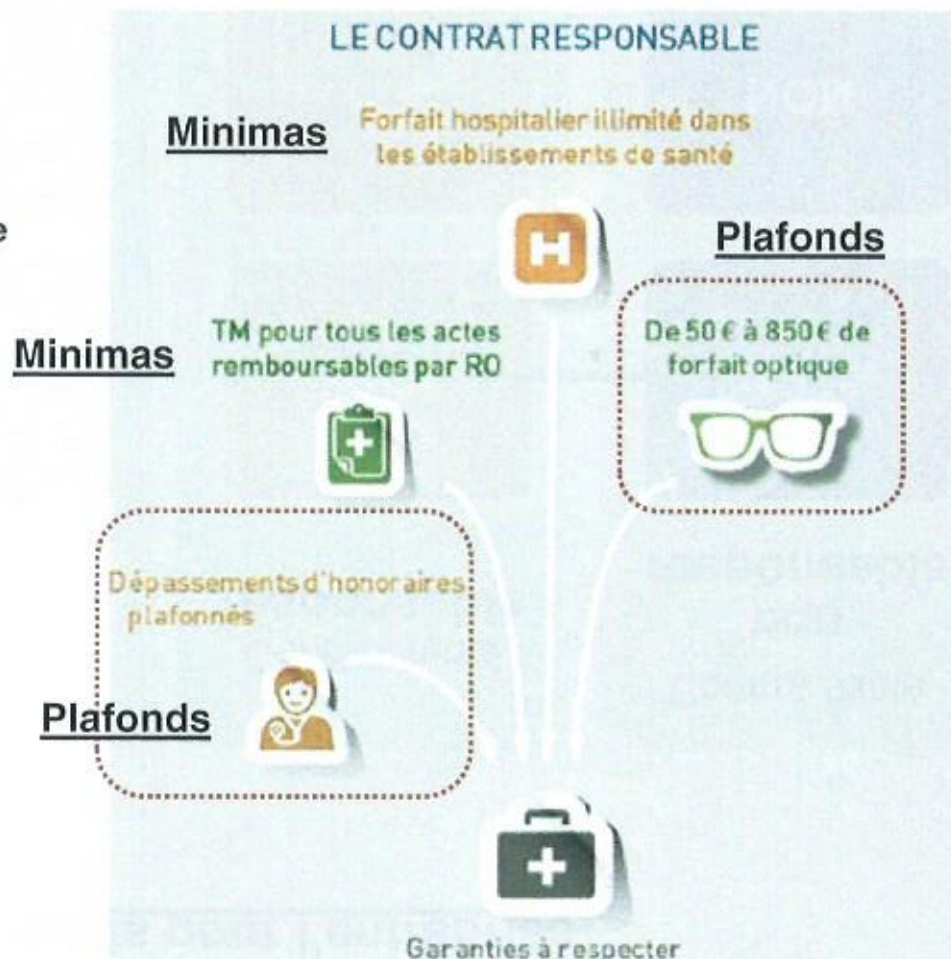 LE CONTRAT RESPONSABLE
Minimas
Forfait hospitalier illimité dans
les établissements de santé
e
H
Plafonds
Minimas
TM pour tous les actes
remboursables par RO
De 50 € à 850 € de
forfait optique
Dépassements d'honoraires
plafonnés
Plafonds
Garanties à respecter